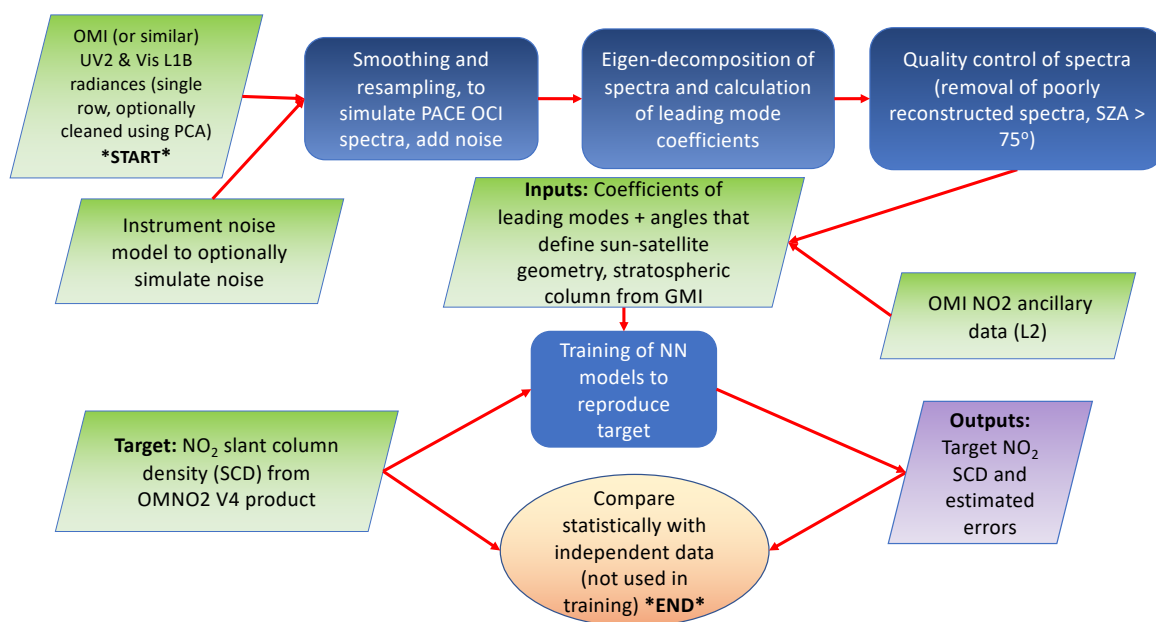 OMI (or similar)
UV2 & Vis L1B
radiances (single
row, optionally
cleaned using PCA)
*START*
Smoothing and
resampling, to
simulate PACE OCI
spectra, add noise
Eigen-decomposition of
spectra and calculation
of leading mode
coefficients
Quality control of spectra
(removal of poorly
reconstructed spectra, SZA >
75°)
Instrument noise
model to optionally
simulate noise
Inputs: Coefficients of
leading modes + angles that
define sun-satellite
geometry, stratospheric
column from GMI
OMI NO2 ancillary
data (L2)
Training of NN
models to
reproduce
target
Target: NO₂ slant column
density (SCD) from
OMNO2 V4 product
Outputs:
Target NO₂
SCD and
estimated
errors
Compare
statistically with
independent data
(not used in
training) *END*